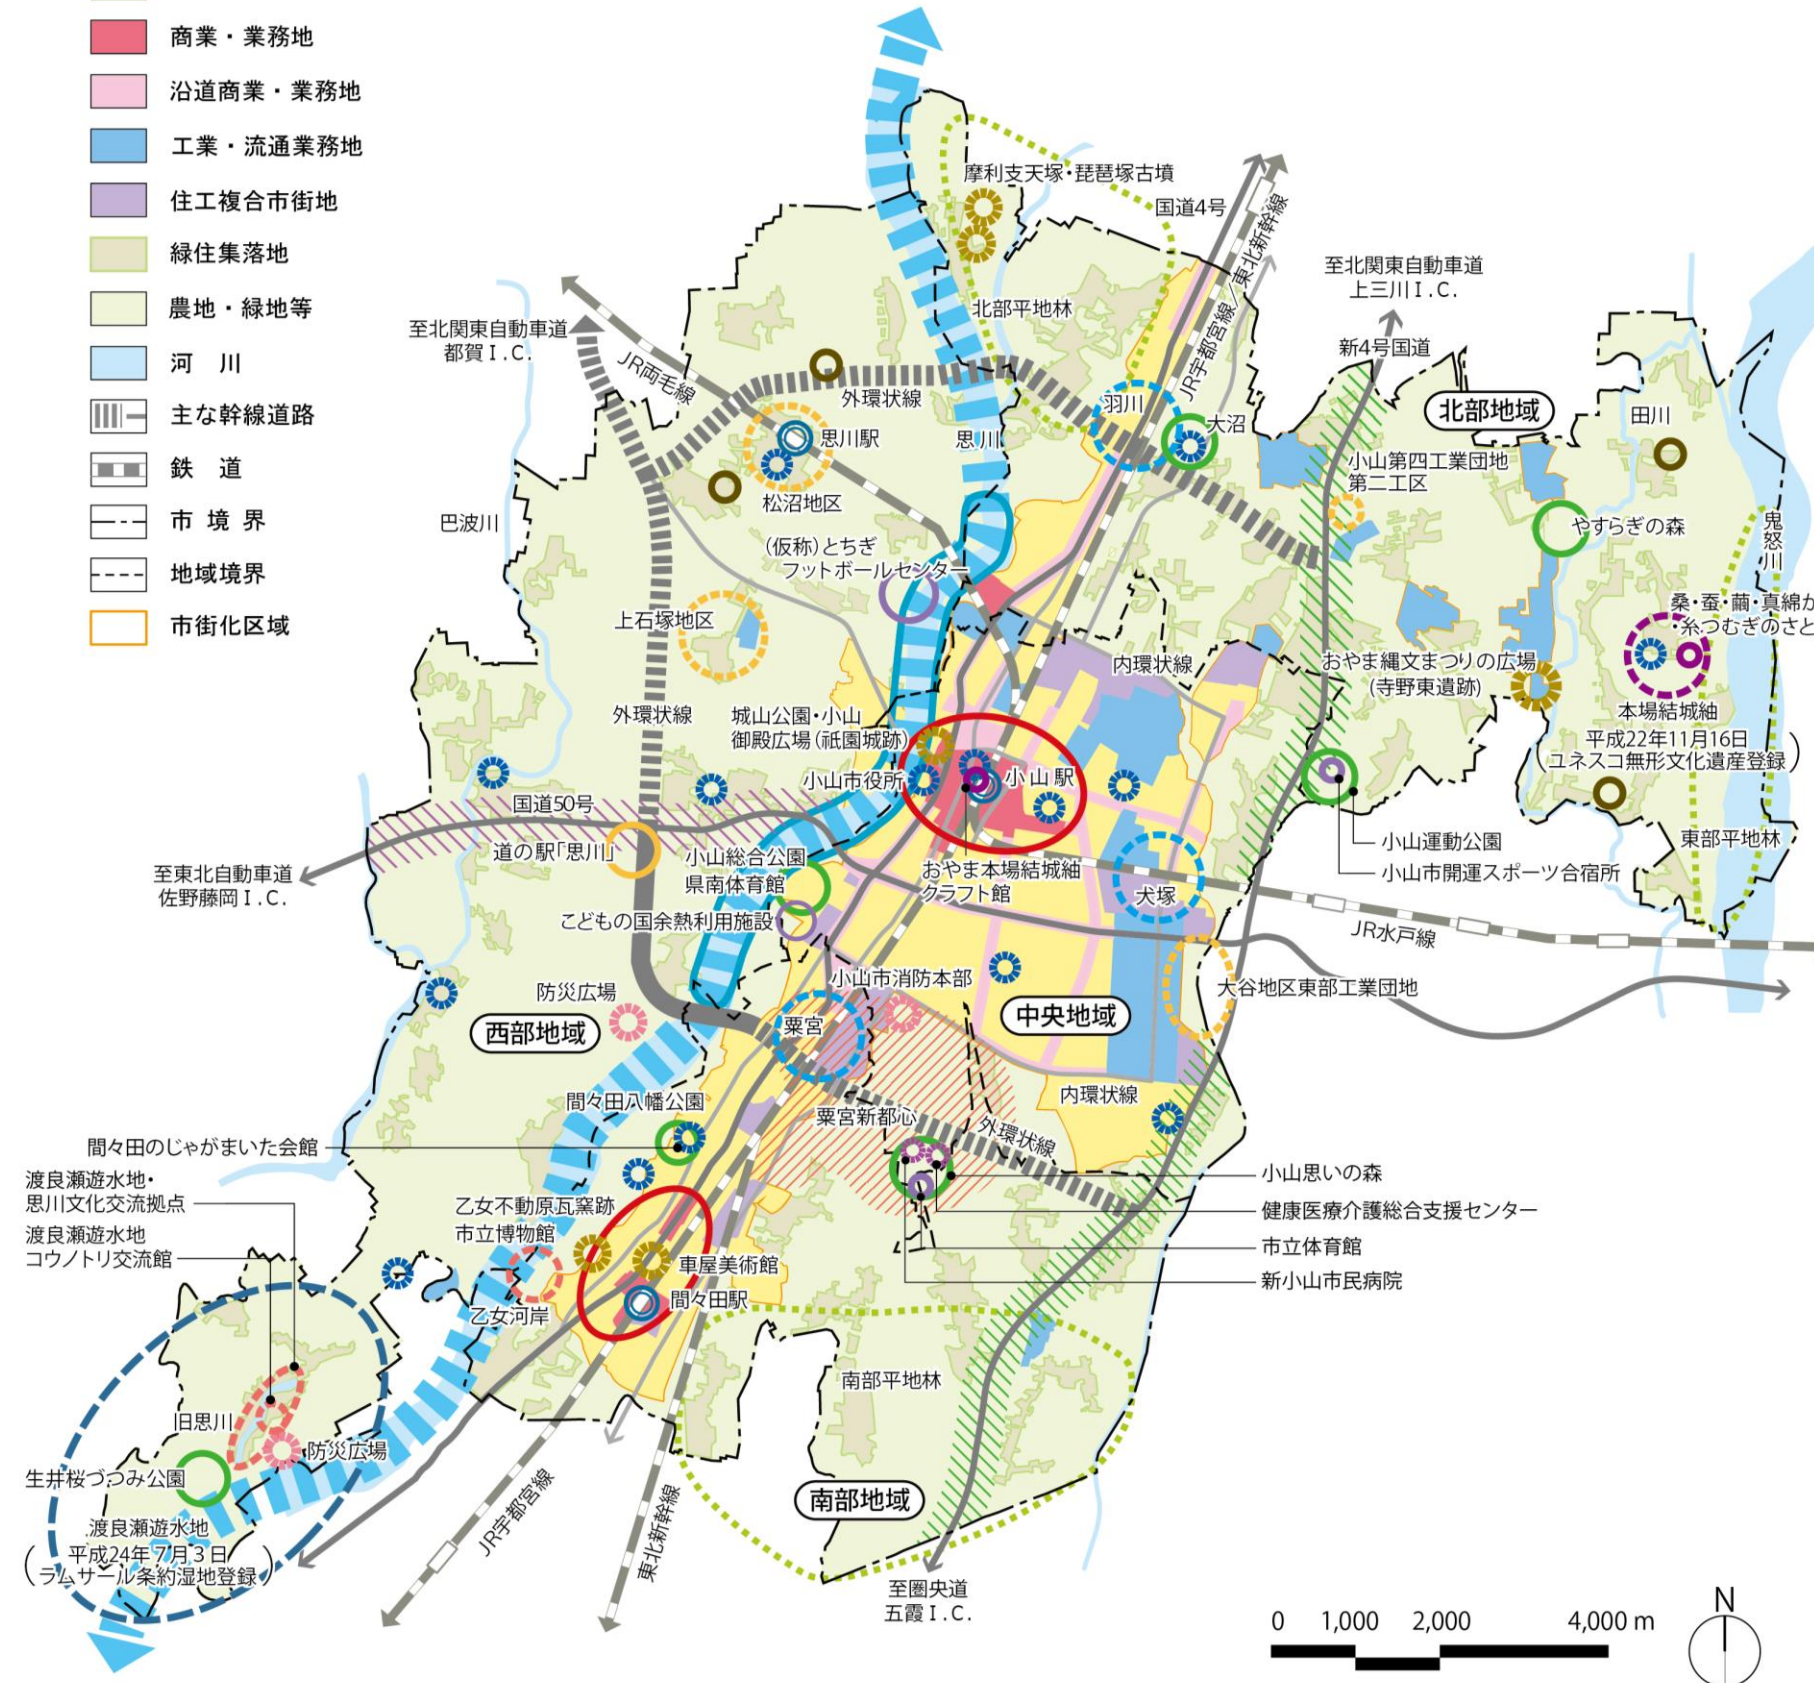 商業・業務地
沿道商業・業務地
工業・流通業務地
住工複合市街地
緑住集落地
農地・緑地等
河　川
主な幹線道路
鉄　道
市 境 界
地域境界
市街化区域
摩利支天塚・琵琶塚古墳
国道4号
JR宇都宮線／東北新幹線
至北関東自動車道
上三川I.C.
新4号国道
北部平地林
至北関東自動車道
都賀I.C.
JR両毛線
外環状線
思川駅
思川
羽川
大沼
北部地域
田川
小山第四工業団地
第二工区
松沼地区
巴波川
やすらぎの森
鬼怒川
(仮称)とちぎ
フットボールセンター
上石塚地区
内環状線
桑・蚕・繭・真綿か
・糸つむぎのさと
おやま縄文まつりの広場
(寺野東遺跡)
本場結城紬
平成22年11月16日
(ユネスコ無形文化遺産登録)
外環状線
城山公園・小山
御殿広場(祇園城跡)
小山市役所
小山駅
国道50号
道の駅「思川」
至東北自動車道
佐野藤岡I.C.
小山総合公園
県南体育館
こどもの国余熱利用施設
おやま本場結城紬
クラフト館
犬塚
小山運動公園
小山市開運スポーツ合宿所
東部平地林
JR水戸線
大谷地区東部工業団地
小山市消防本部
防災広場
西部地域
粟宮
中央地域
内環状線
間々田八幡公園
粟宮新都心
外環状線
間々田のじゃがまいた会館
渡良瀬遊水地・
思川文化交流拠点
渡良瀬遊水地
コウノトリ交流館
乙女不動原瓦窯跡
市立博物館
車屋美術館
間々田駅
乙女河岸
小山思いの森
健康医療介護総合支援センター
市立体育館
新小山市民病院
南部平地林
旧思川
防災広場
生井桜づつみ公園
渡良瀬遊水地
(平成24年7月3日
ラムサール条約湿地登録)
JR宇都宮線
東北新幹線
南部地域
至圏央道
五霞I.C.
0 1,000 2,000 4,000 m
N